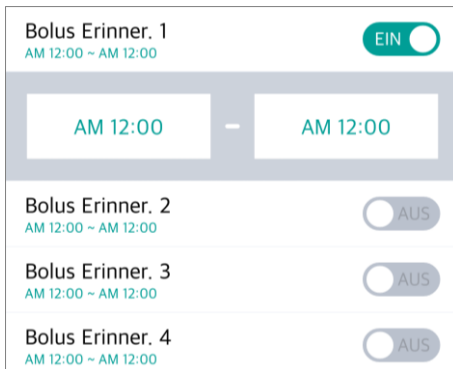 Bolus Erinner. 1
EIN
AM 12:00 ~ AM 12:00
AM 12:00 - AM 12:00
Bolus Erinner. 2
AUS
AM 12:00 ~ AM 12:00
Bolus Erinner. 3
AUS
AM 12:00 ~ AM 12:00
Bolus Erinner. 4
AUS
AM 12:00 ~ AM 12:00